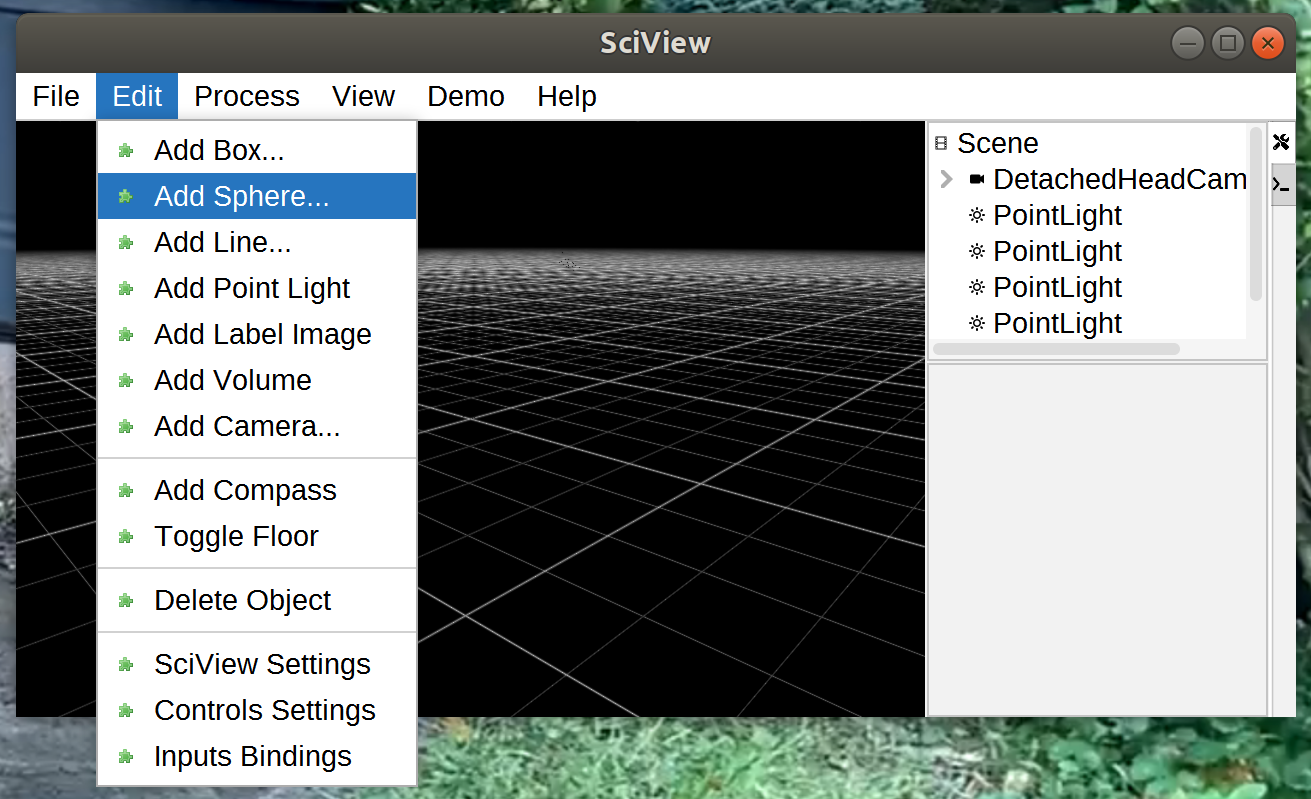 SciView
File Edit Process View Demo Help
Add Box...
Add Sphere...
Add Line...
Add Point Light
Add Label Image
Add Volume
Add Camera...
Add Compass
Toggle Floor
Delete Object
SciView Settings
Controls Settings
Inputs Bindings
Scene
DetachedHeadCam
PointLight
PointLight
PointLight
PointLight